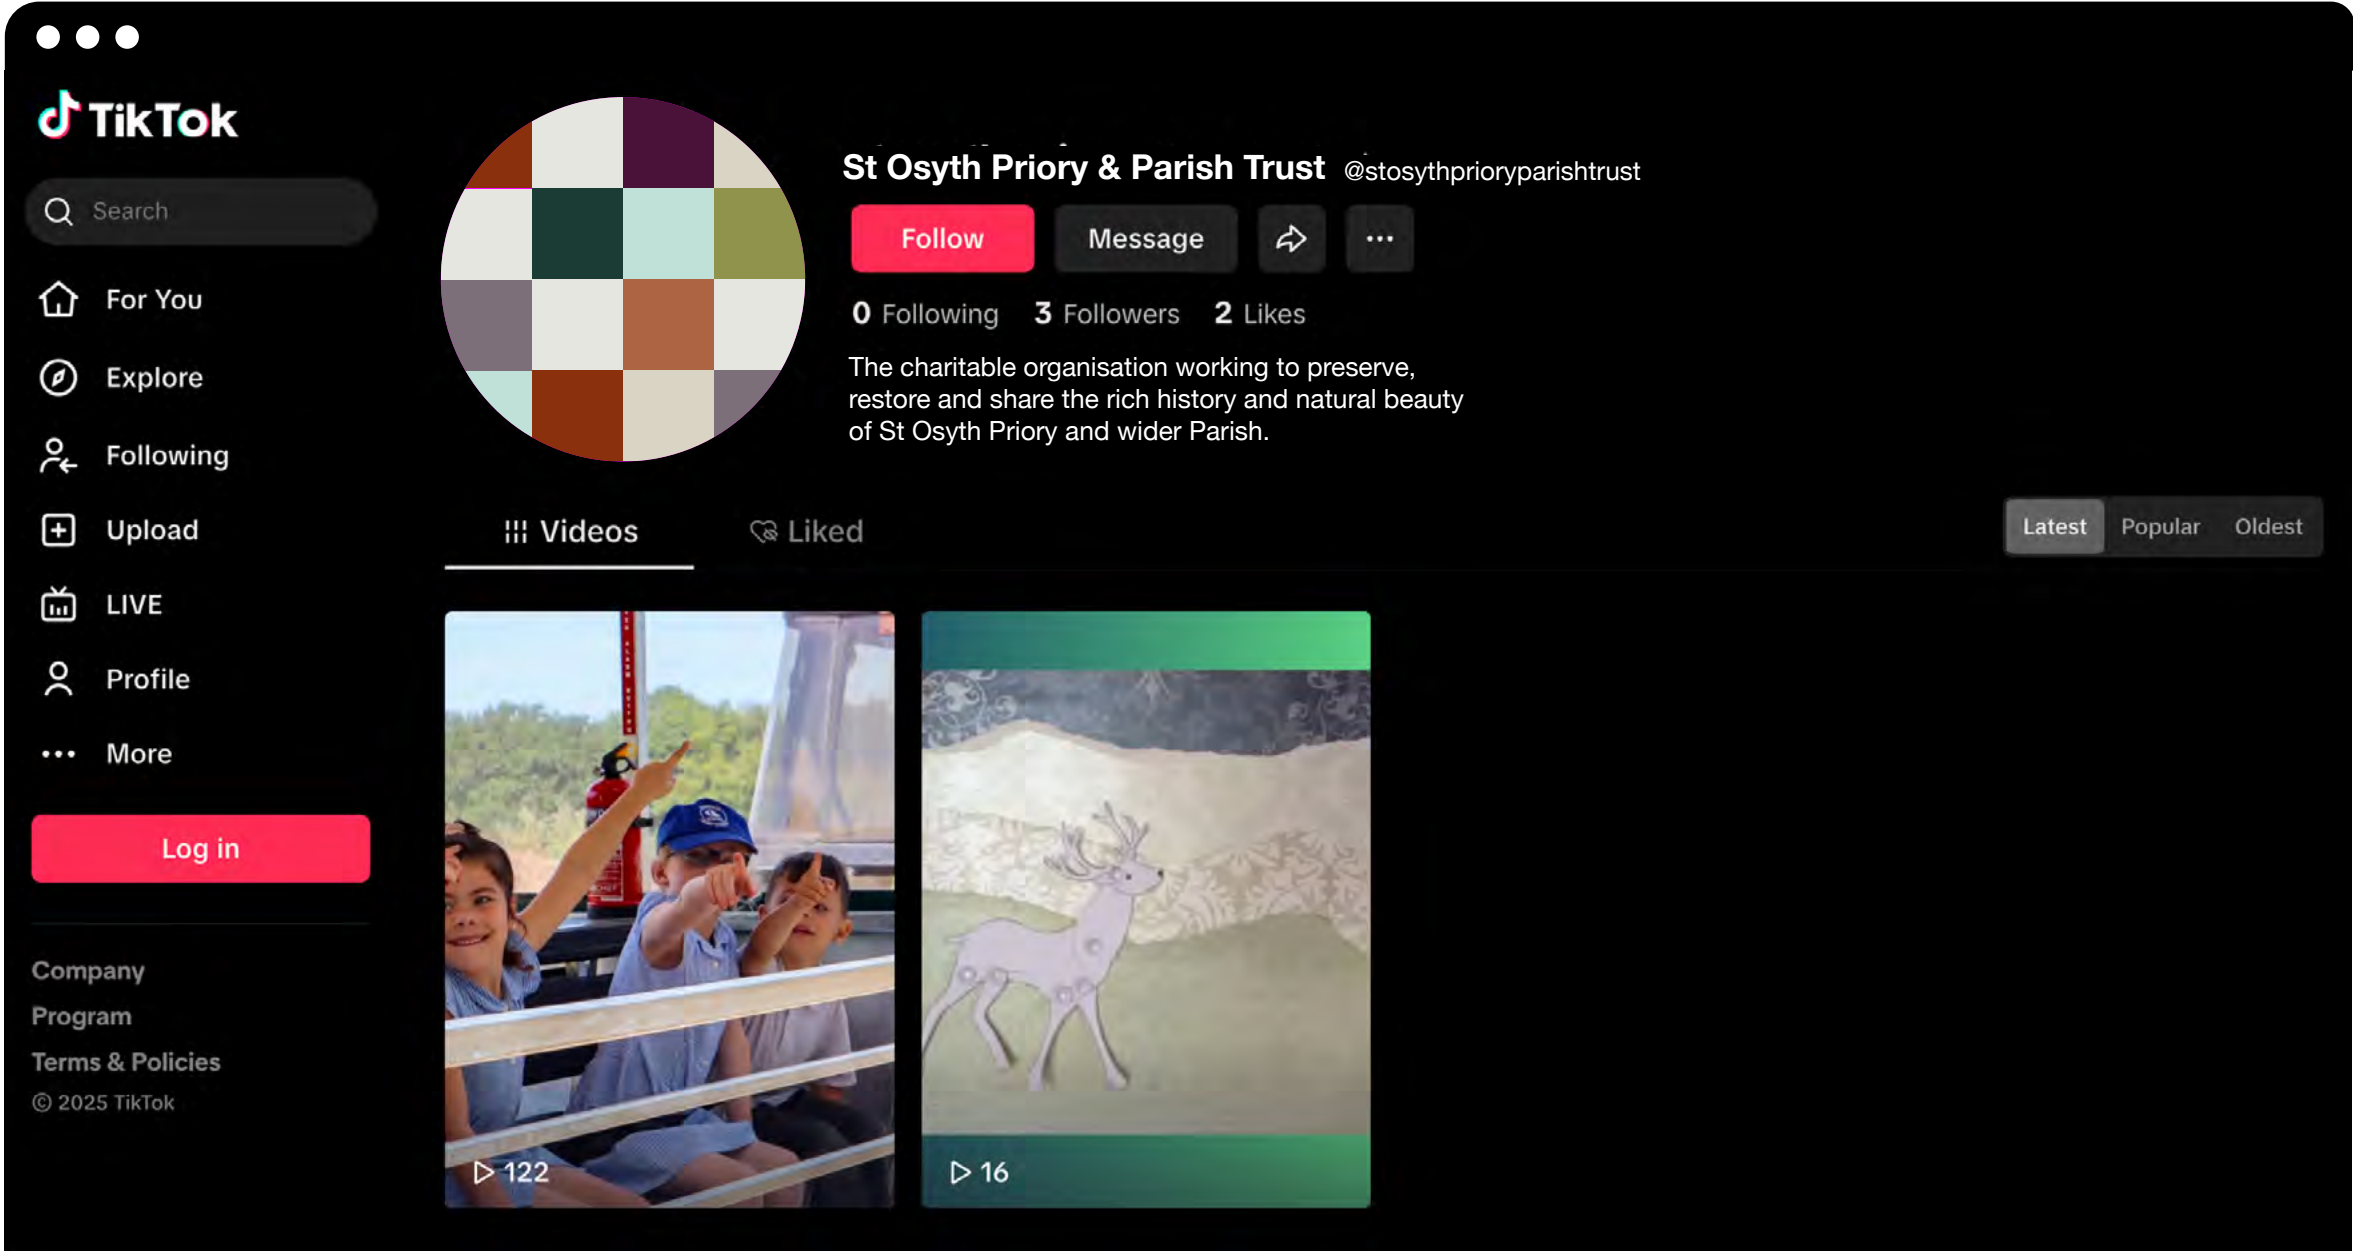 TikTok
Search
For You
Explore
Following
Upload
LIVE
Profile
More
Log in
Company
Program
Terms & Policies
© 2025 TikTok
St Osyth Priory & Parish Trust @stosythprioryparishtrust
Follow Message
0 Following 3 Followers 2 Likes
The charitable organisation working to preserve,
restore and share the rich history and natural beauty
of St Osyth Priory and wider Parish.
Videos Liked
Latest Popular Oldest
122
16